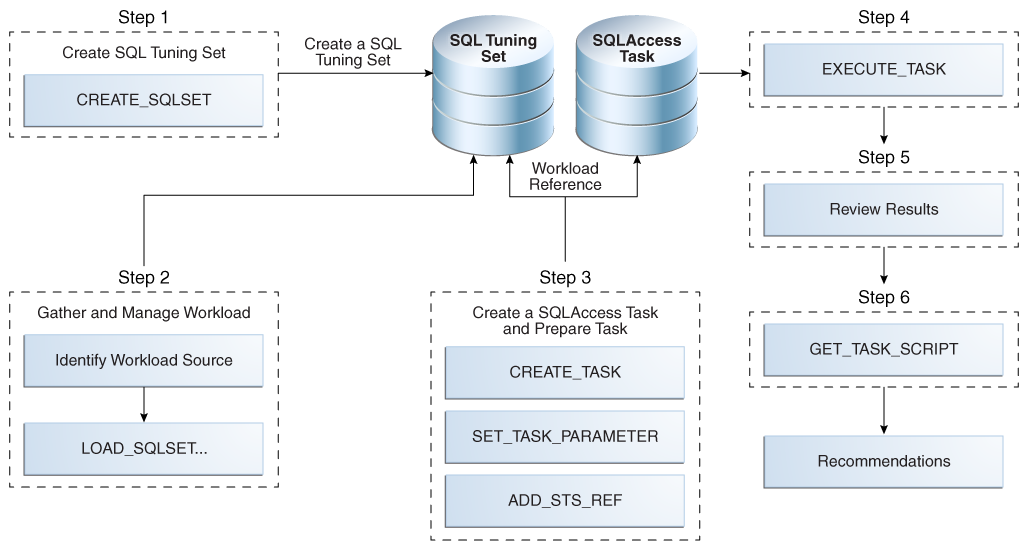 Step 1
Create SQL Tuning Set
CREATE_SQLSET
Create a SQL
Tuning Set
SQL Tuning
Set
SQLAccess
Task
Workload
Reference
Step 2
Gather and Manage Workload
Identify Workload Source
LOAD_SQLSET...
Step 3
Create a SQLAccess Task
and Prepare Task
CREATE_TASK
SET_TASK_PARAMETER
ADD_STS_REF
Step 4
EXECUTE_TASK
Step 5
Review Results
Step 6
GET_TASK_SCRIPT
Recommendations